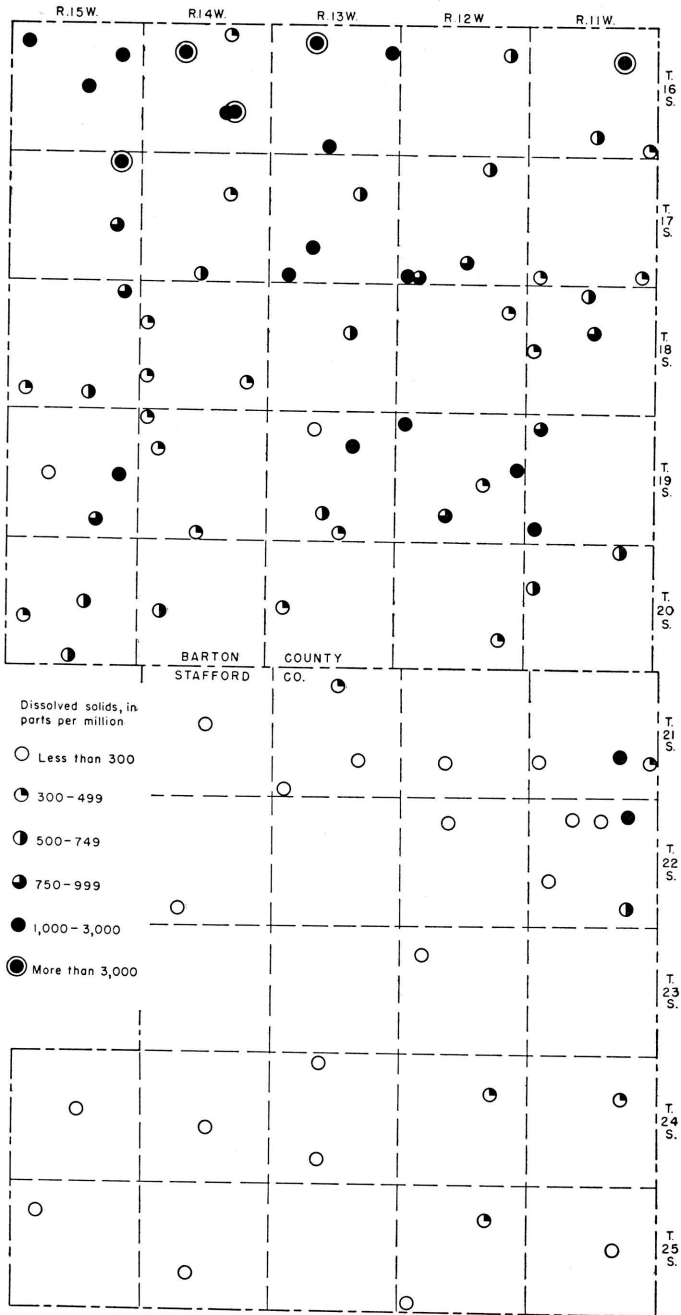 R.15W. R.14W. R.13W. R.12W R.11W.
T. 16 S.
T. 17 S.
T. 18 S.
T. 19 S.
T. 20 S.
BARTON COUNTY
STAFFORD CO.
Dissolved solids, in
parts per million
Less than 300
300-499
500-749
750-999
1,000-3,000
More than 3,000
T. 21 S.
T. 22 S.
T. 23 S.
T. 24 S.
T. 25 S.